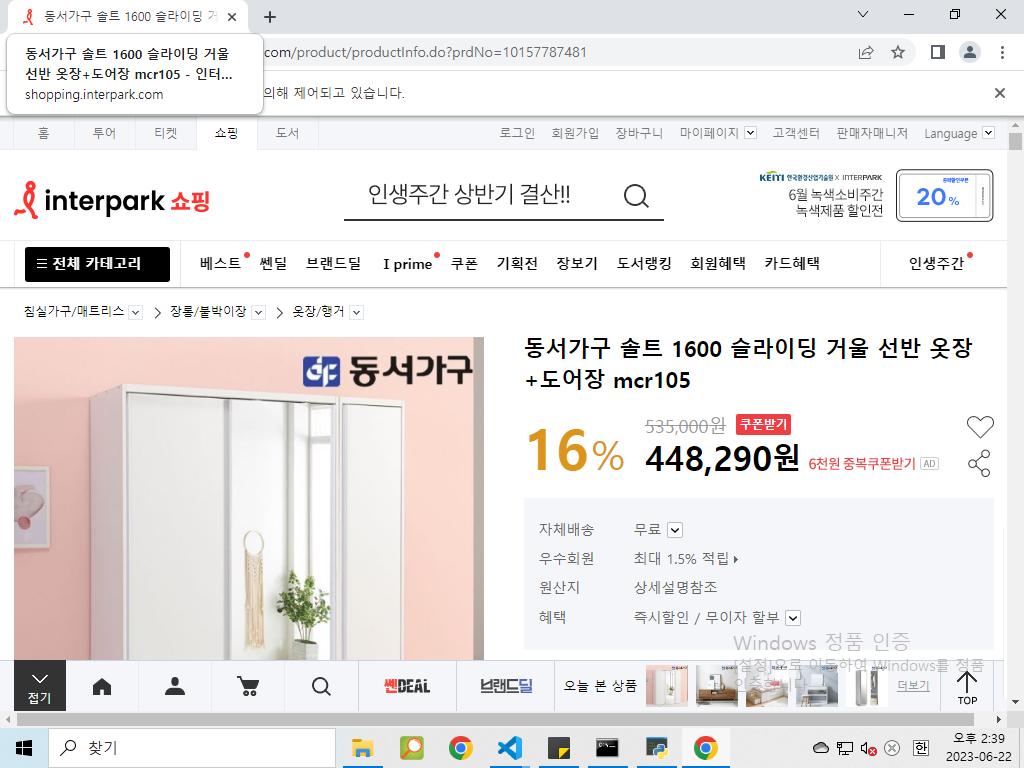 동서가구 솔트 1600 슬라이딩 거
동서가구 솔트 1600 슬라이딩 거울
선반 옷장+도어장 mcr105 - 인터...
shopping.interpark.com
com/product/productInfo.do?prdNo=10157787481
의해 제어되고 있습니다.
홈 투어 티켓 쇼핑 도서 로그인 회원가입 장바구니 마이페이지 고객센터 판매자매니저 Language
interpark 쇼핑
인생주간 상반기 결산!!
KEITI 한국환경산업기술원 X INTERPARK
6월 녹색소비주간
녹색제품 할인전
중복할인쿠폰
20%
전체 카테고리 베스트 쎈딜 브랜드딜 I prime 쿠폰 기획전 장보기 도서랭킹 회원혜택 카드혜택 인생주간
침실가구/매트리스 장롱/붙박이장 옷장/행거
동서가구
동서가구 솔트 1600 슬라이딩 거울 선반 옷장
+도어장 mcr105
16%
535,000원 쿠폰받기
448,290원 6천원 중복쿠폰받기 AD
자체배송 무료
우수회원 최대 1.5% 적립
원산지 상세설명참조
혜택 즉시할인 / 무이자 할부
Windows 정품 인증
[설정]으로 이동하여 Windows를 정품
인증합니다.
접기
쎈DEAL
브랜드딜
오늘 본 상품
더보기
TOP
찾기
한
오후 2:39
2023-06-22